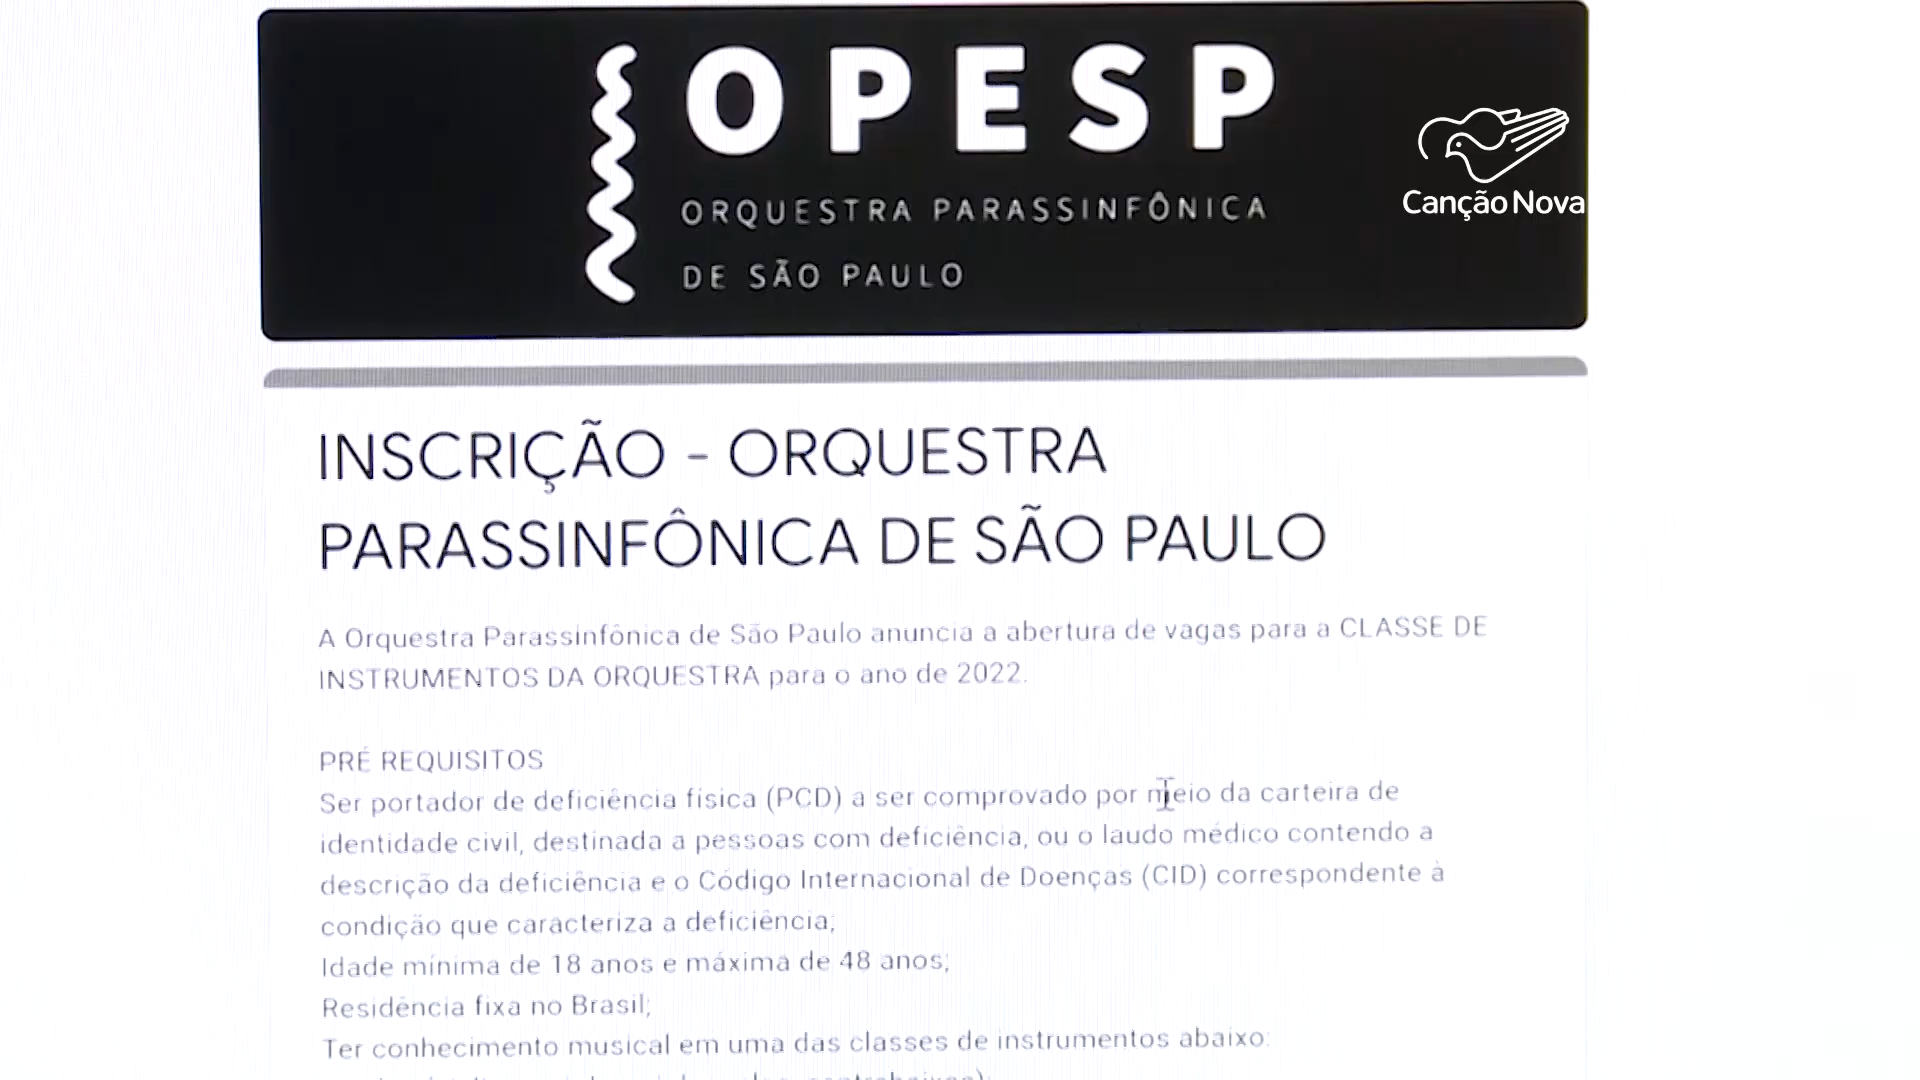 OPESP
ORQUESTRA PARASSINFÔNICA
DE SÃO PAULO
Canção Nova
INSCRIÇÃO - ORQUESTRA
PARASSINFÔNICA DE SÃO PAULO
A Orquestra Parassinfônica de São Paulo anuncia a abertura de vagas para a CLASSE DE
INSTRUMENTOS DA ORQUESTRA para o ano de 2022.
PRÉ REQUISITOS
Ser portador de deficiência física (PCD) a ser comprovado por meio da carteira de
identidade civil, destinada a pessoas com deficiência, ou o laudo médico contendo a
descrição da deficiência e o Código Internacional de Doenças (CID) correspondente à
condição que caracteriza a deficiência;
Idade mínima de 18 anos e máxima de 48 anos;
Residência fixa no Brasil;
Ter conhecimento musical em uma das classes de instrumentos abaixo: